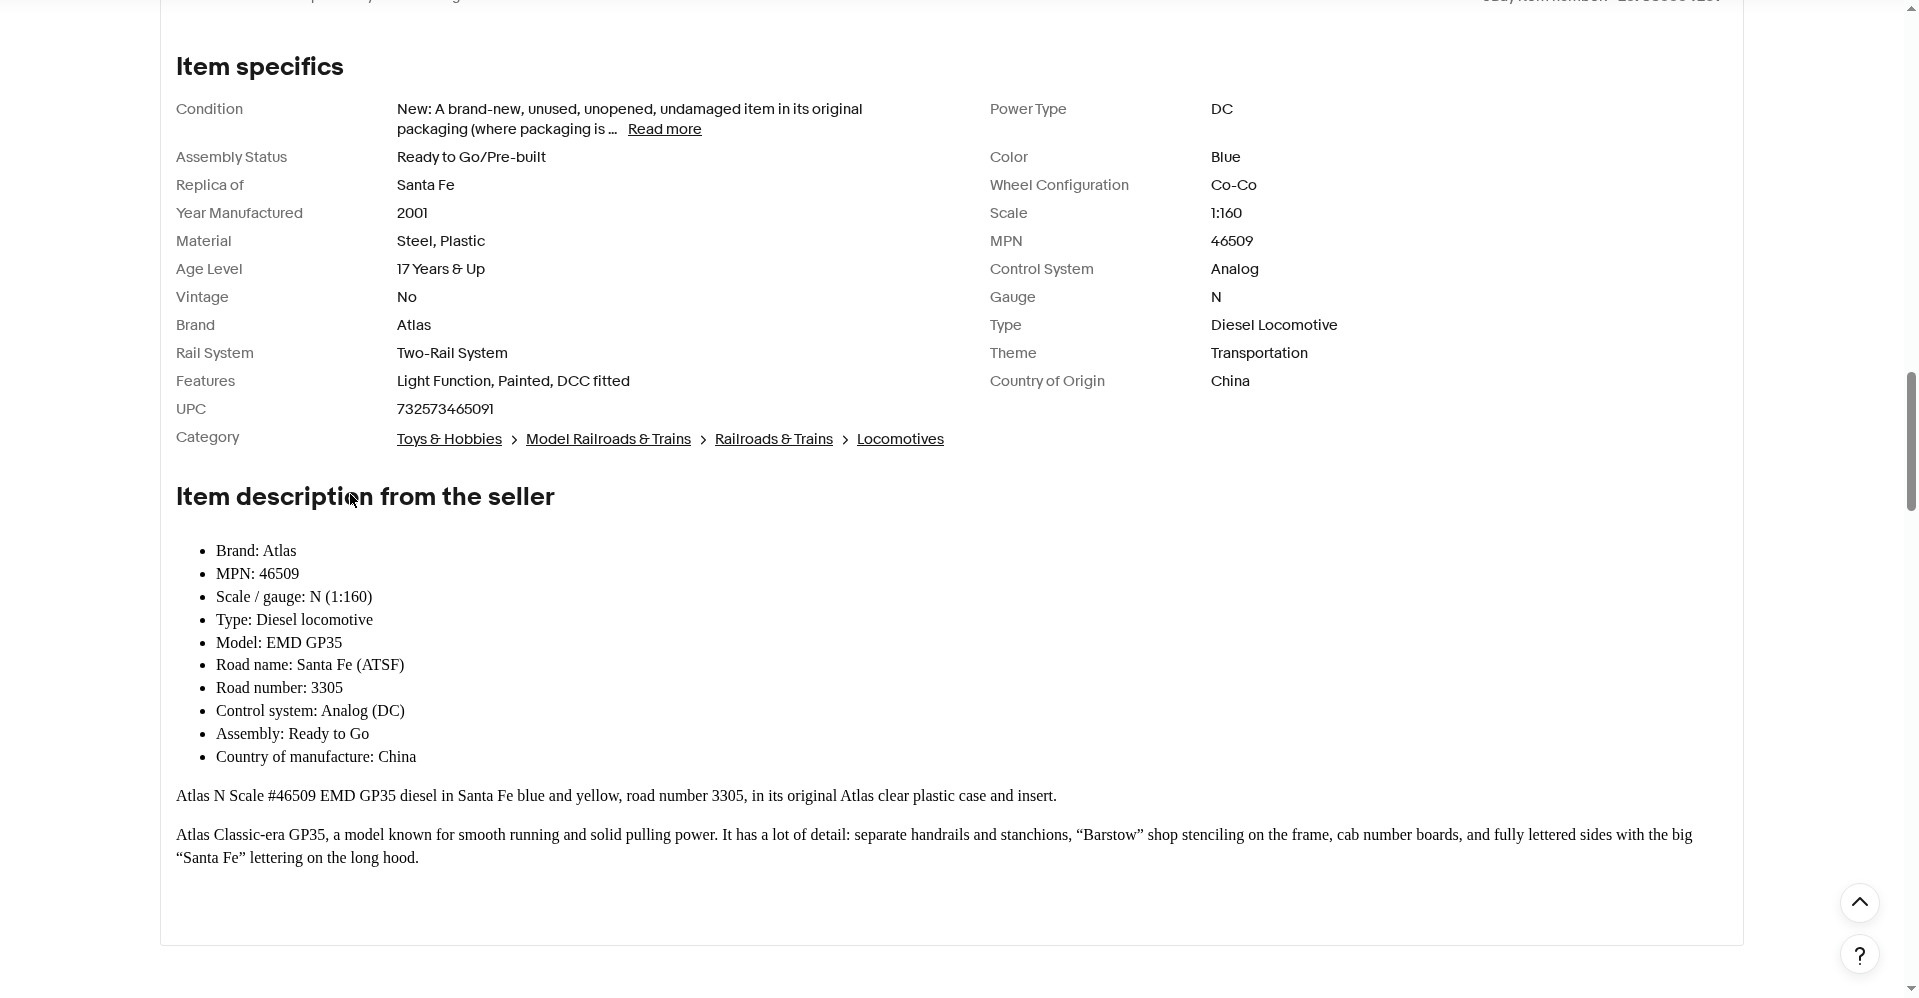 Item specifics
Condition
New: A brand-new, unused, unopened, undamaged item in its original
packaging (where packaging is ... Read more
Power Type
DC
Assembly Status
Ready to Go/Pre-built
Color
Blue
Replica of
Santa Fe
Wheel Configuration
Co-Co
Year Manufactured
2001
Scale
1:160
Material
Steel, Plastic
MPN
46509
Age Level
17 Years & Up
Control System
Analog
Vintage
No
Gauge
N
Brand
Atlas
Type
Diesel Locomotive
Rail System
Two-Rail System
Theme
Transportation
Features
Light Function, Painted, DCC fitted
Country of Origin
China
UPC
732573465091
Category
Toys & Hobbies > Model Railroads & Trains > Railroads & Trains > Locomotives
Item description from the seller
• Brand: Atlas
• MPN: 46509
• Scale / gauge: N (1:160)
• Type: Diesel locomotive
• Model: EMD GP35
• Road name: Santa Fe (ATSF)
• Road number: 3305
• Control system: Analog (DC)
• Assembly: Ready to Go
• Country of manufacture: China
Atlas N Scale #46509 EMD GP35 diesel in Santa Fe blue and yellow, road number 3305, in its original Atlas clear plastic case and insert.
Atlas Classic-era GP35, a model known for smooth running and solid pulling power. It has a lot of detail: separate handrails and stanchions, “Barstow” shop stenciling on the frame, cab number boards, and fully lettered sides with the big
“Santa Fe” lettering on the long hood.
?